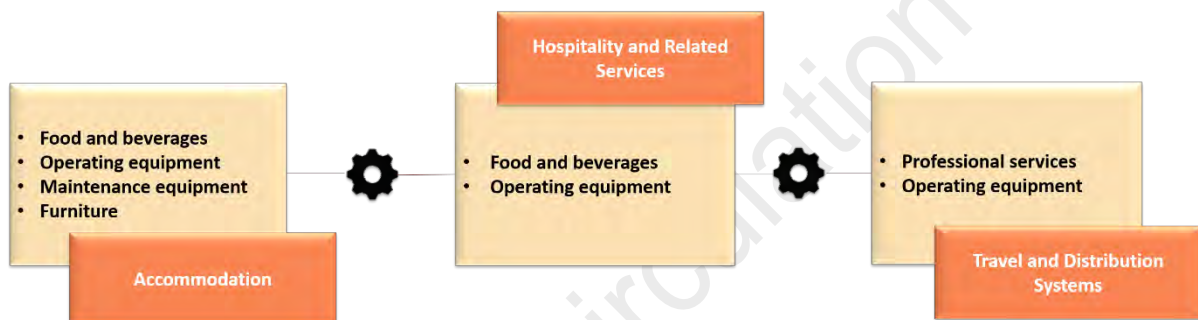 Hospitality and Related
Services
• Food and beverages
• Operating equipment
• Maintenance equipment
• Furniture
Accommodation
• Food and beverages
• Operating equipment
• Professional services
• Operating equipment
Travel and Distribution
Systems